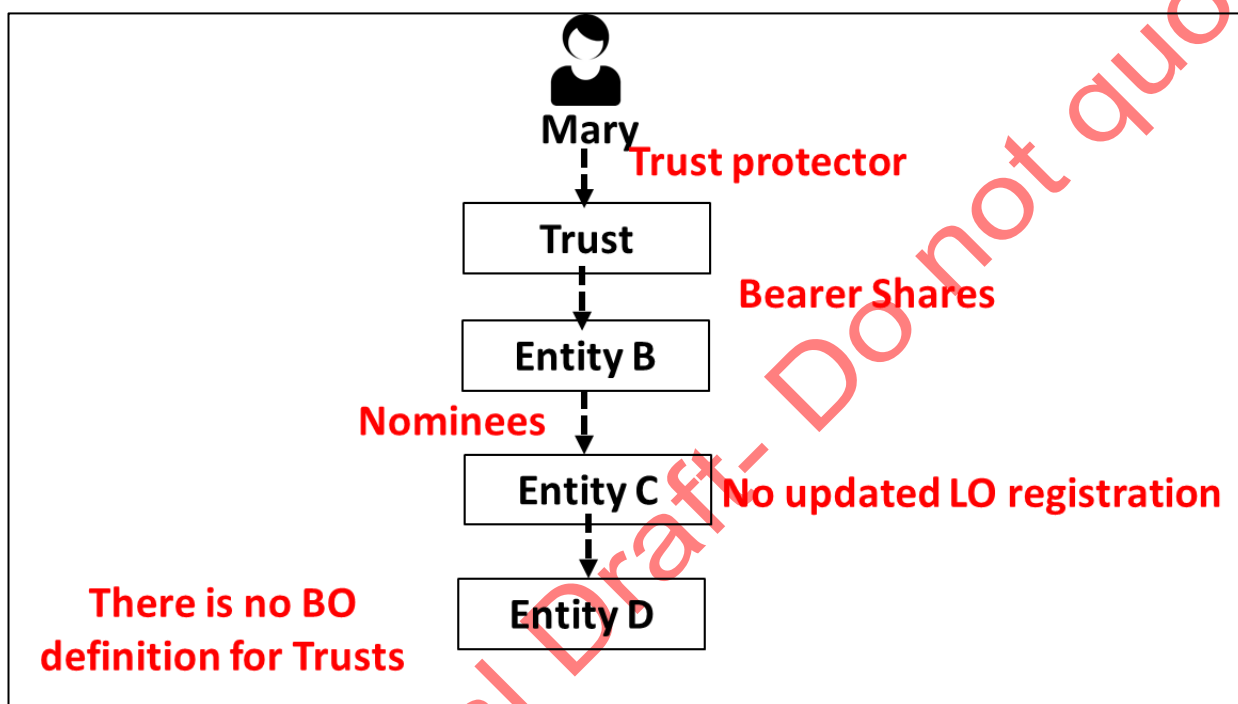 Mary
Trust protector
Trust
Bearer Shares
Entity B
Nominees
Entity C
No updated LO registration
Entity D
There is no BO
definition for Trusts
Draft- Do not